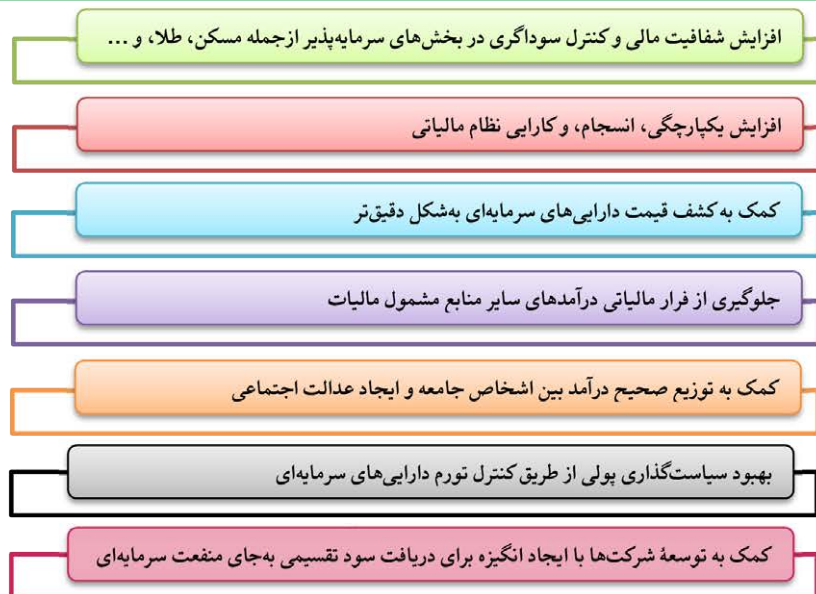 افزایش شفافیت مالی و کنترل سوداگری در بخش‌های سرمایه‌پذیر ازجمله مسکن، طلا، و ...
افزایش یکپارچگی، انسجام، و کارایی نظام مالیاتی
کمک به کشف قیمت دارایی‌های سرمایه‌ای به‌شکل دقیق‌تر
جلوگیری از فرار مالیاتی درآمدهای سایر منابع مشمول مالیات
کمک به توزیع صحیح درآمد بین اشخاص جامعه و ایجاد عدالت اجتماعی
بهبود سیاست‌گذاری پولی از طریق کنترل تورم دارایی‌های سرمایه‌ای
کمک به توسعهٔ شرکت‌ها با ایجاد انگیزه برای دریافت سود تقسیمی به‌جای منفعت سرمایه‌ای